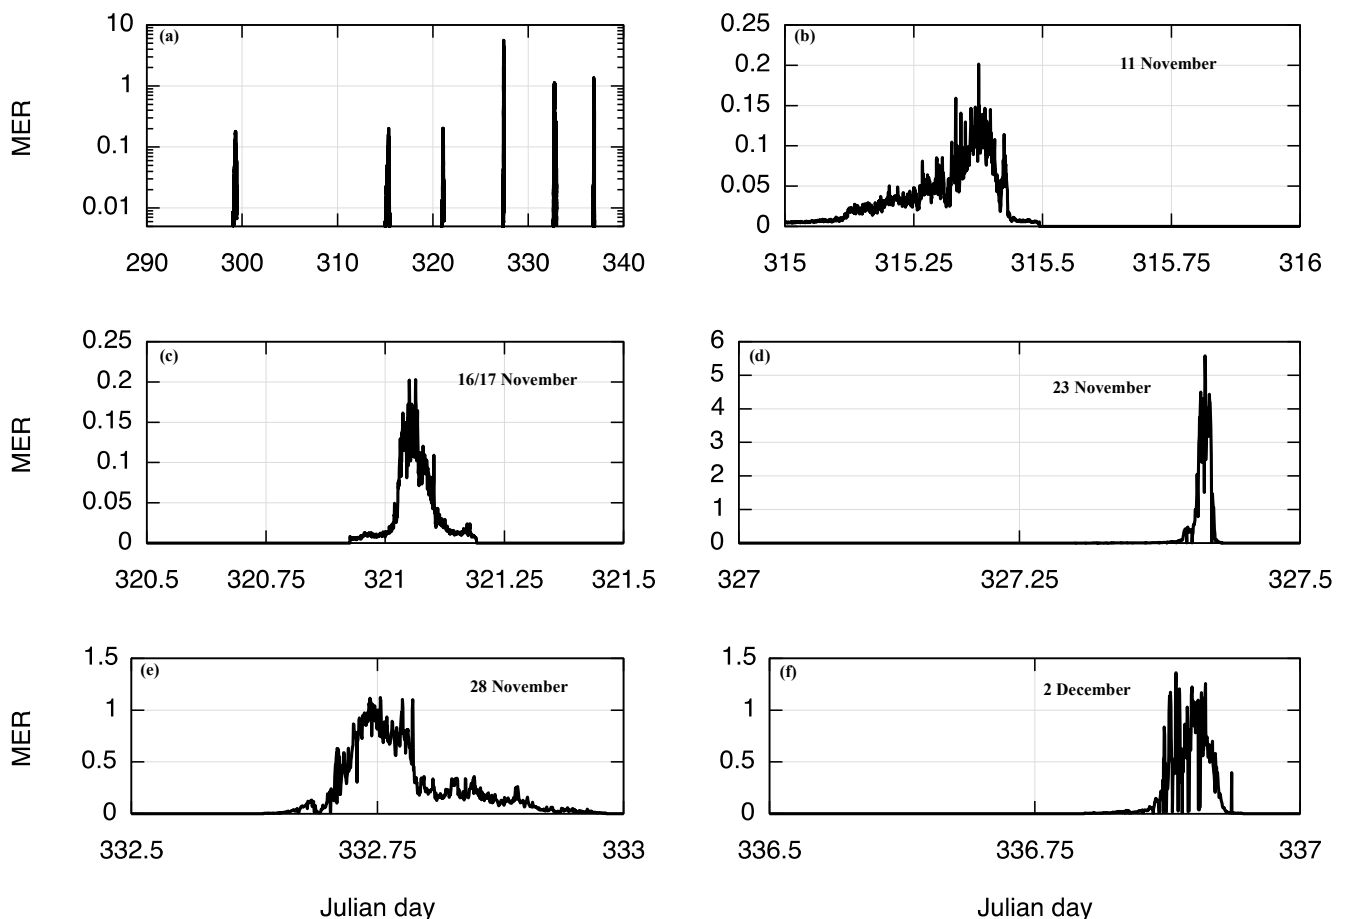 MER
10
1
0.1
0.01
(a)
290 300 310 320 330 340
0.25
0.2
0.15
0.1
0.05
0
(b)
11 November
315 315.25 315.5 315.75 316
MER
0.25
0.2
0.15
0.1
0.05
0
(c)
16/17 November
320.5 320.75 321 321.25 321.5
6
5
4
3
2
1
0
(d)
23 November
327 327.25 327.5
MER
1.5
1
0.5
0
(e)
28 November
332.5 332.75 333
Julian day
1.5
1
0.5
0
(f)
2 December
336.5 336.75 337
Julian day